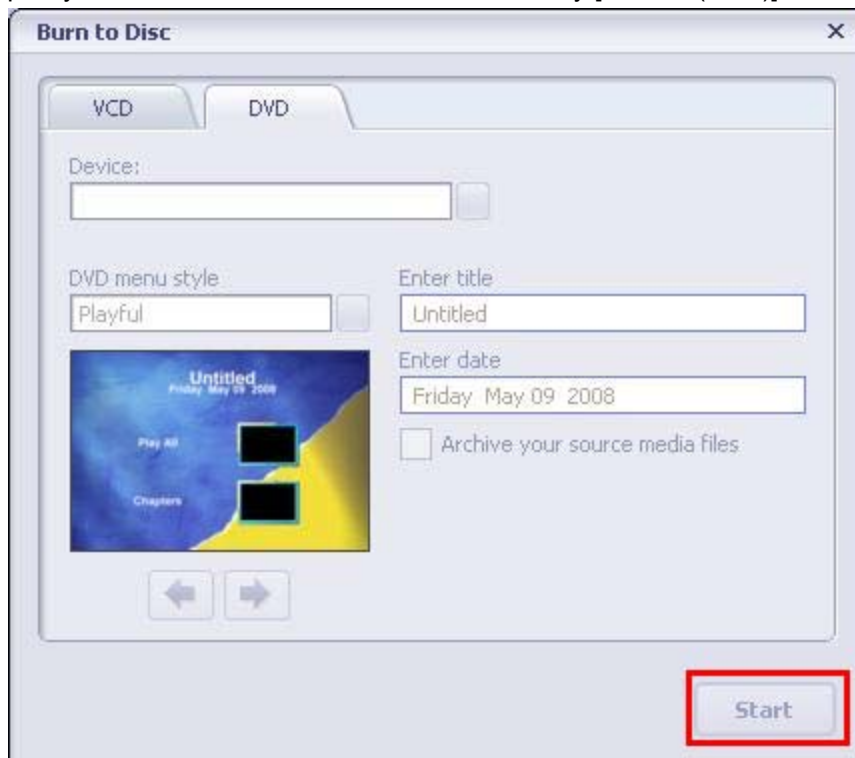 Burn to Disc
VCD DVD
Device:
DVD menu style
Playful
Enter title
Untitled
Enter date
Friday May 09 2008
Archive your source media files
Untitled
Friday May 09 2008
Play All
Chapters
Start